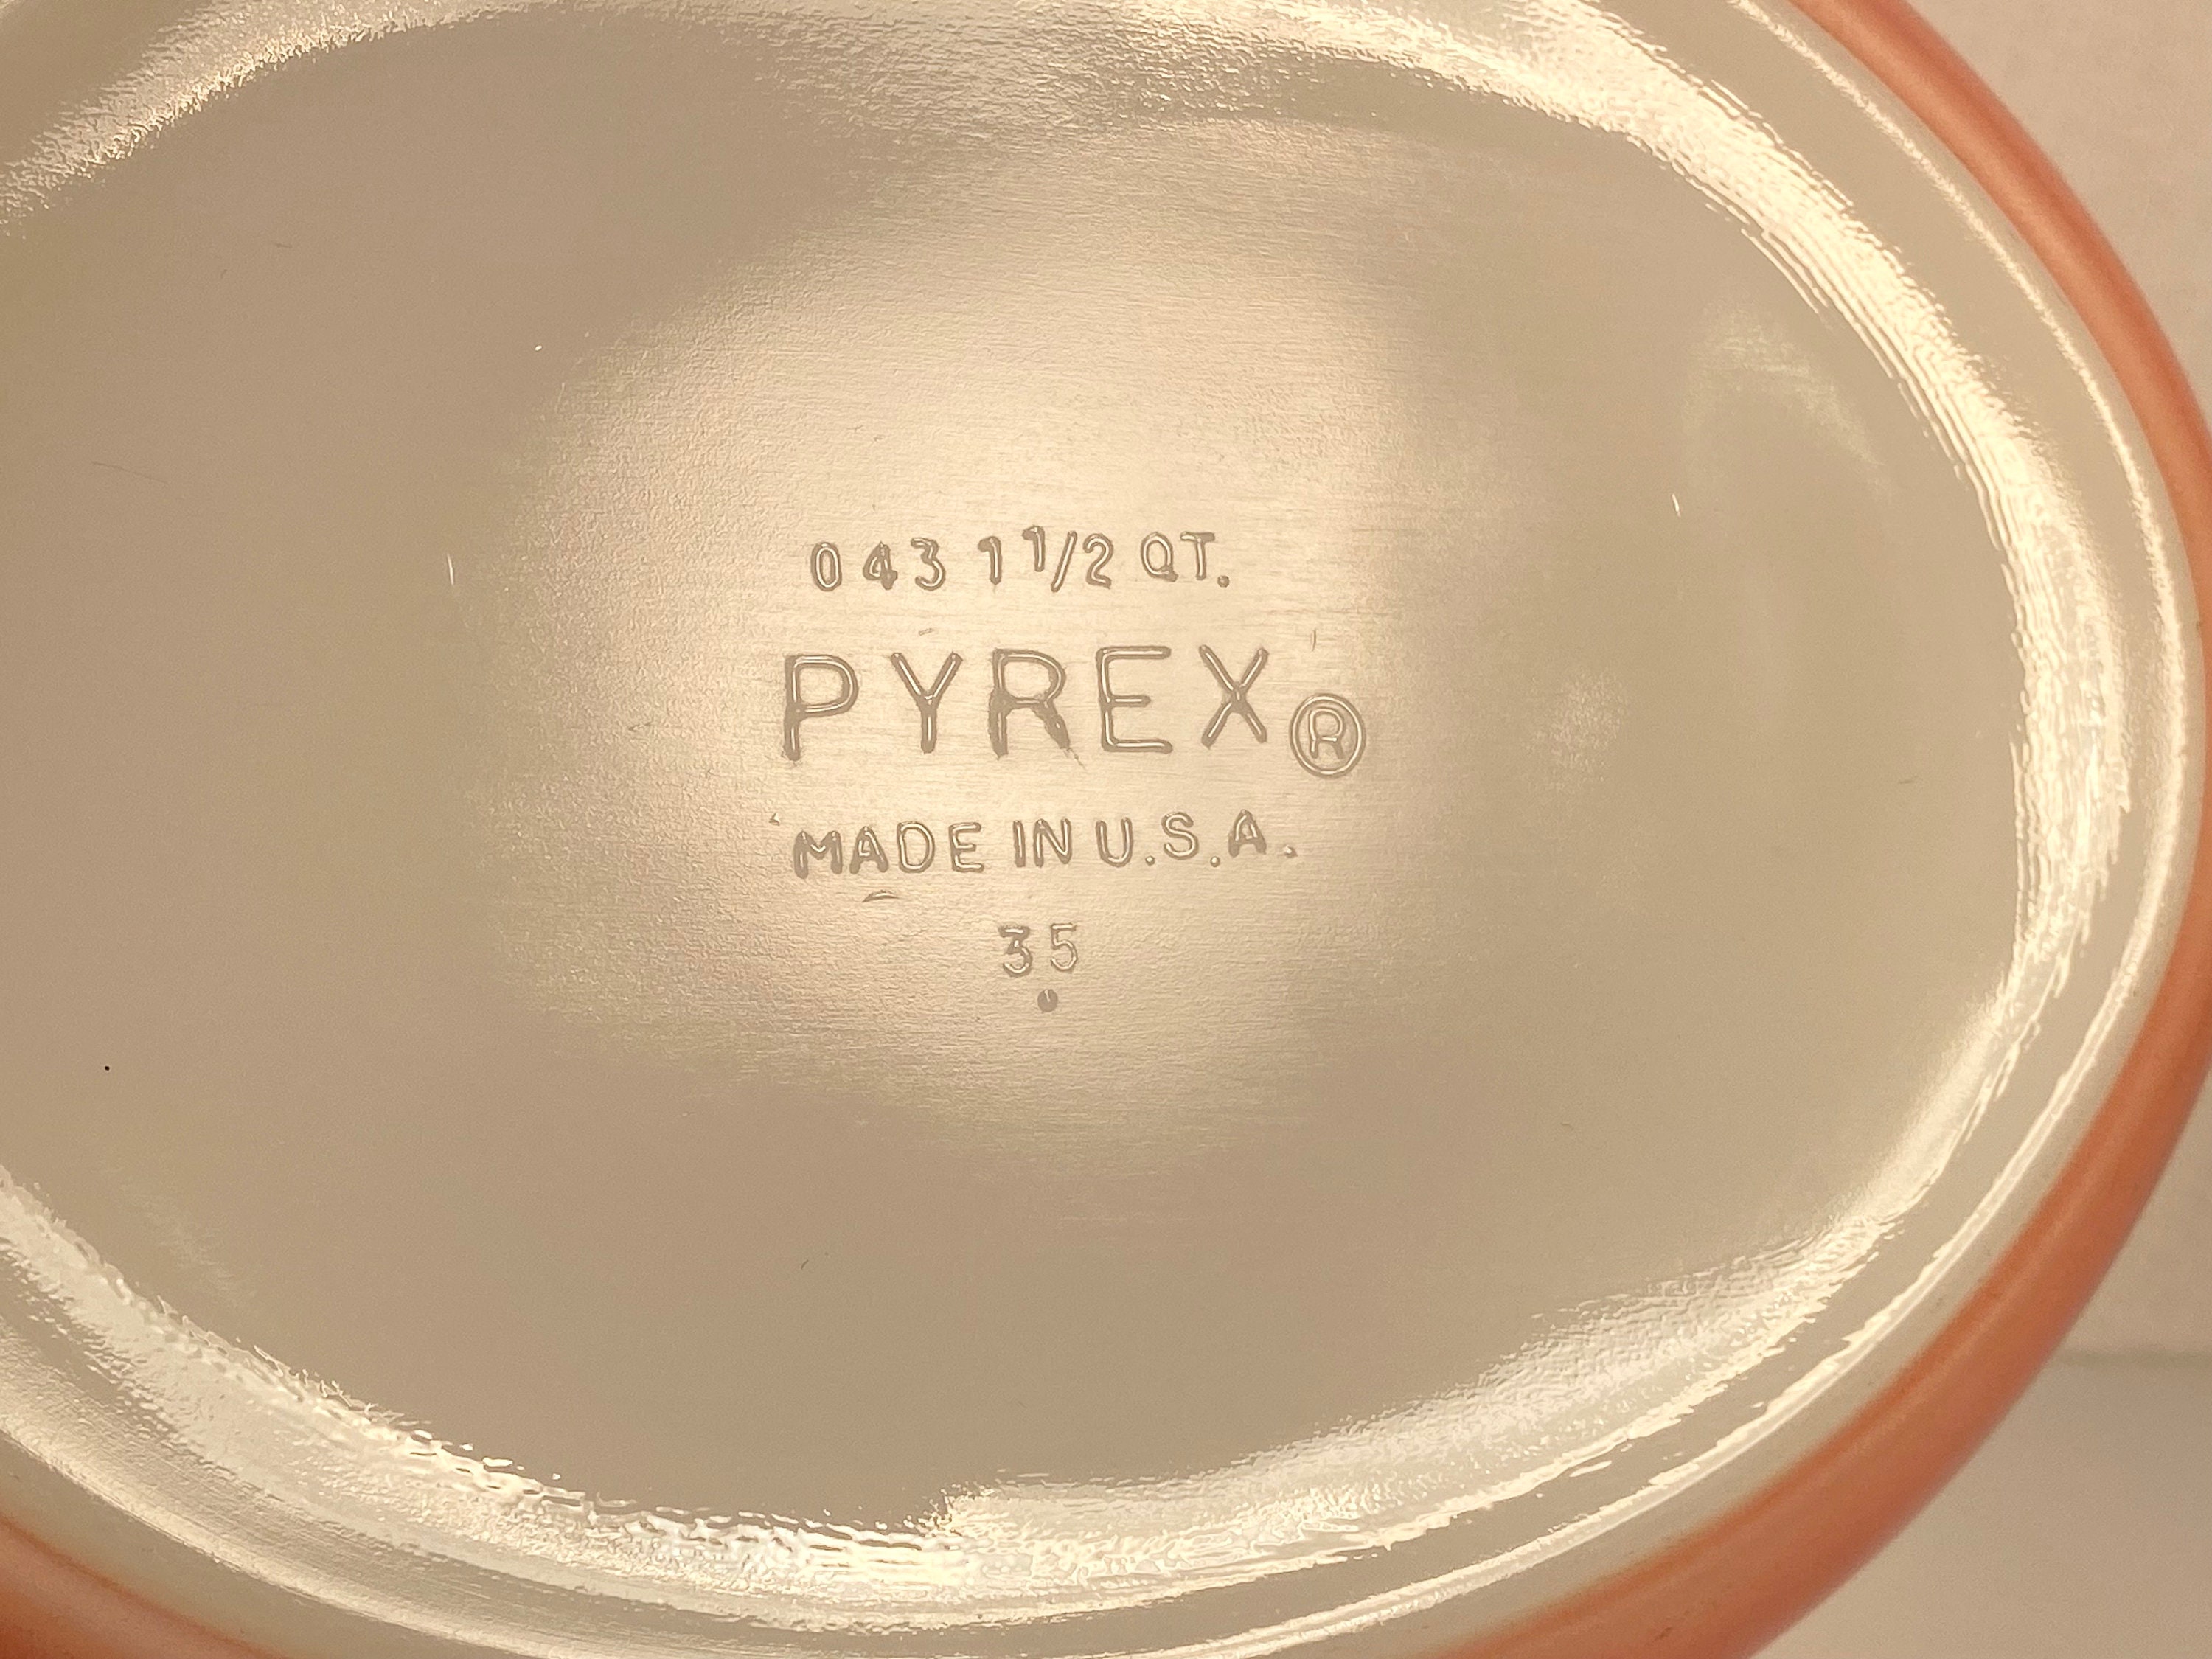 043 1 1/2 QT.
PYREX®
MADE IN U.S.A.
35